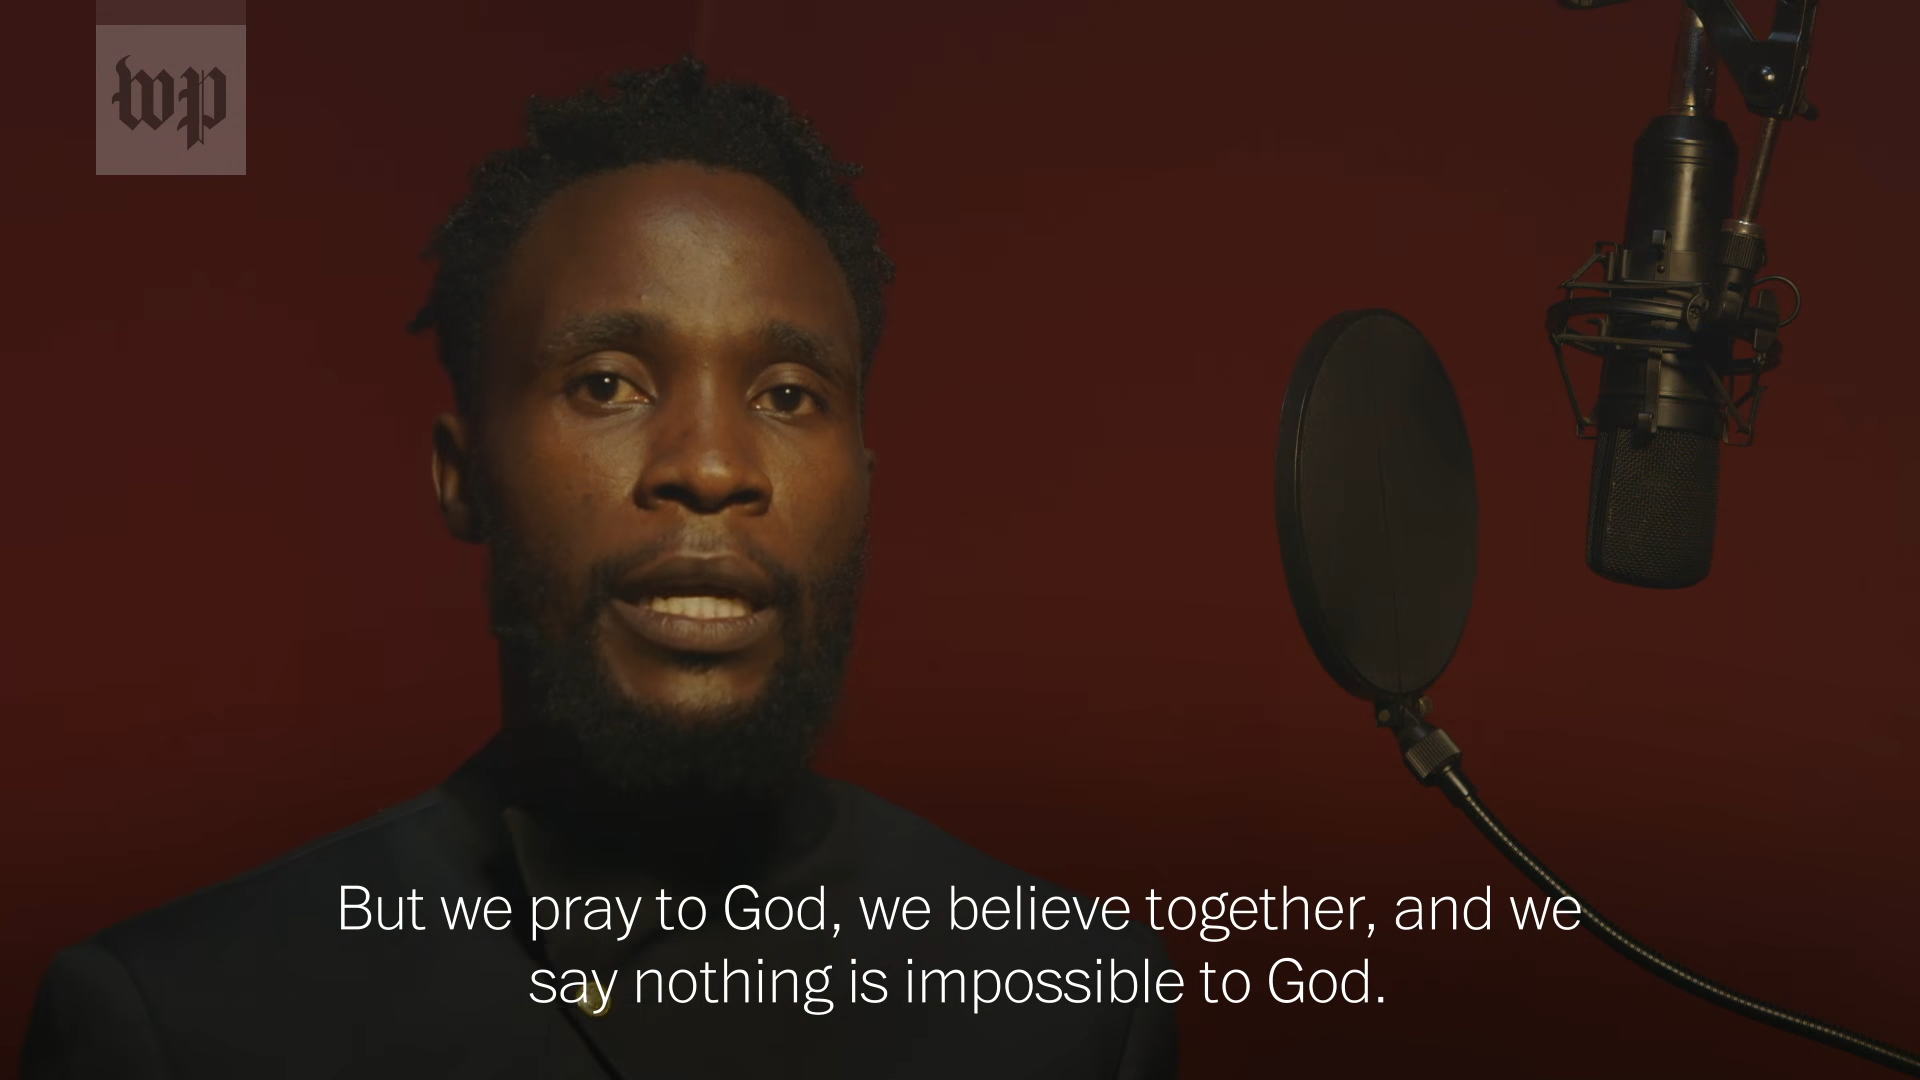 wp
But we pray to God, we believe together, and we
say nothing is impossible to God.